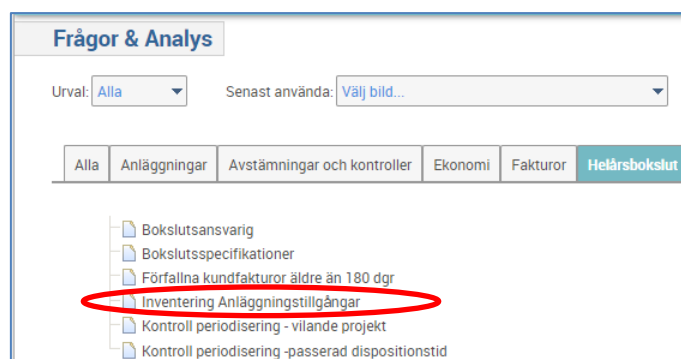 Frågor & Analys
Urval: Alla Senast använda: Välj bild...
Alla Anläggningar Avstämningar och kontroller Ekonomi Fakturor Helårsbokslut
Bokslutsansvarig
Bokslutsspecifikationer
Förfallna kundfakturor äldre än 180 dgr
Inventering Anläggningstillgångar
Kontroll periodisering - vilande projekt
Kontroll periodisering -passerad dispositionstid